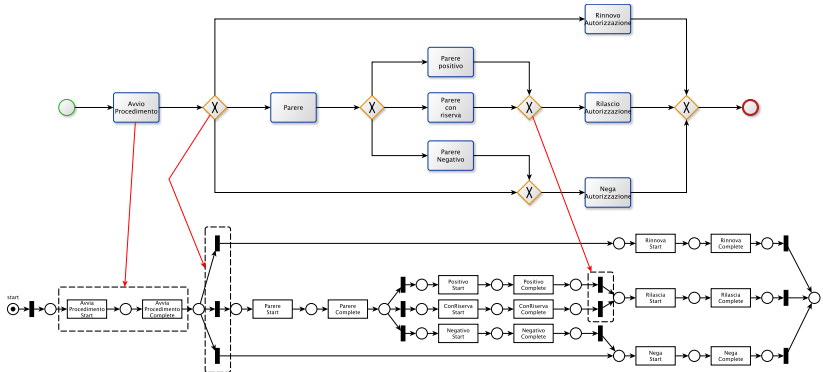 Rinnovo
Autorizzazione
Parere
positivo
Avvio
Procedimento
X
Parere
X
Parere
con
riserva
X
Rilascio
Autorizzazione
X
Parere
Negativo
X
Nega
Autorizzazione
Rinnova
Start
Rinnova
Complete
start
Avvia
Procedimento
Start
Avvia
Procedimento
Complete
Parere
Start
Parere
Complete
Positivo
Start
Positivo
Complete
ConRiserva
Start
ConRiserva
Complete
Negativo
Start
Negativo
Complete
Rilascia
Start
Rilascia
Complete
Nega
Start
Nega
Complete